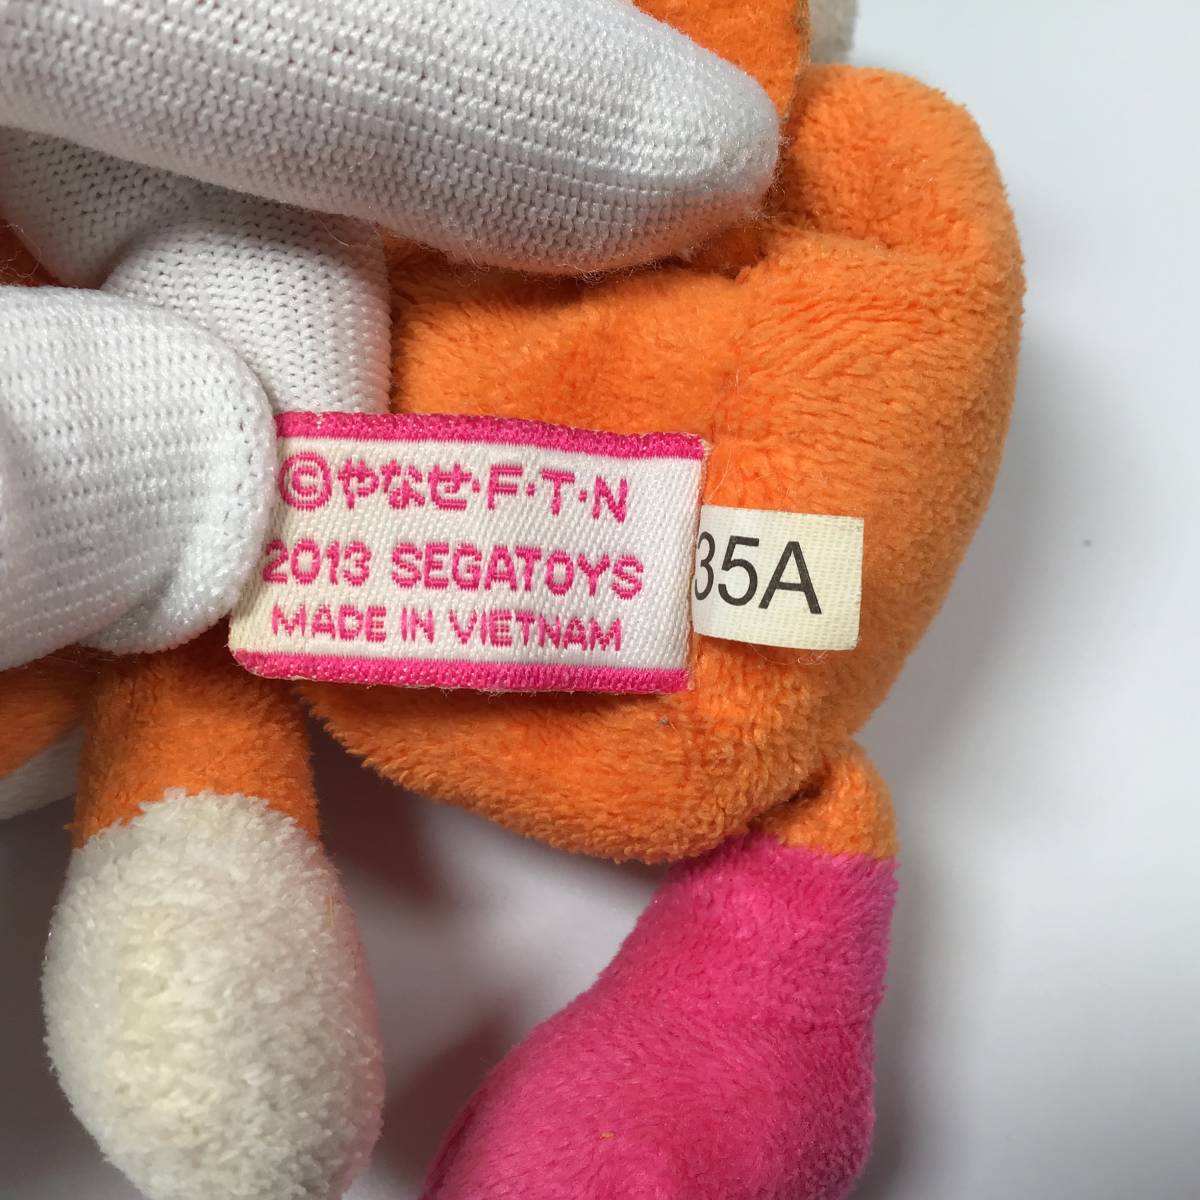 ©やなせ・F・T・N
2013 SEGATOYS
MADE IN VIETNAM
35A